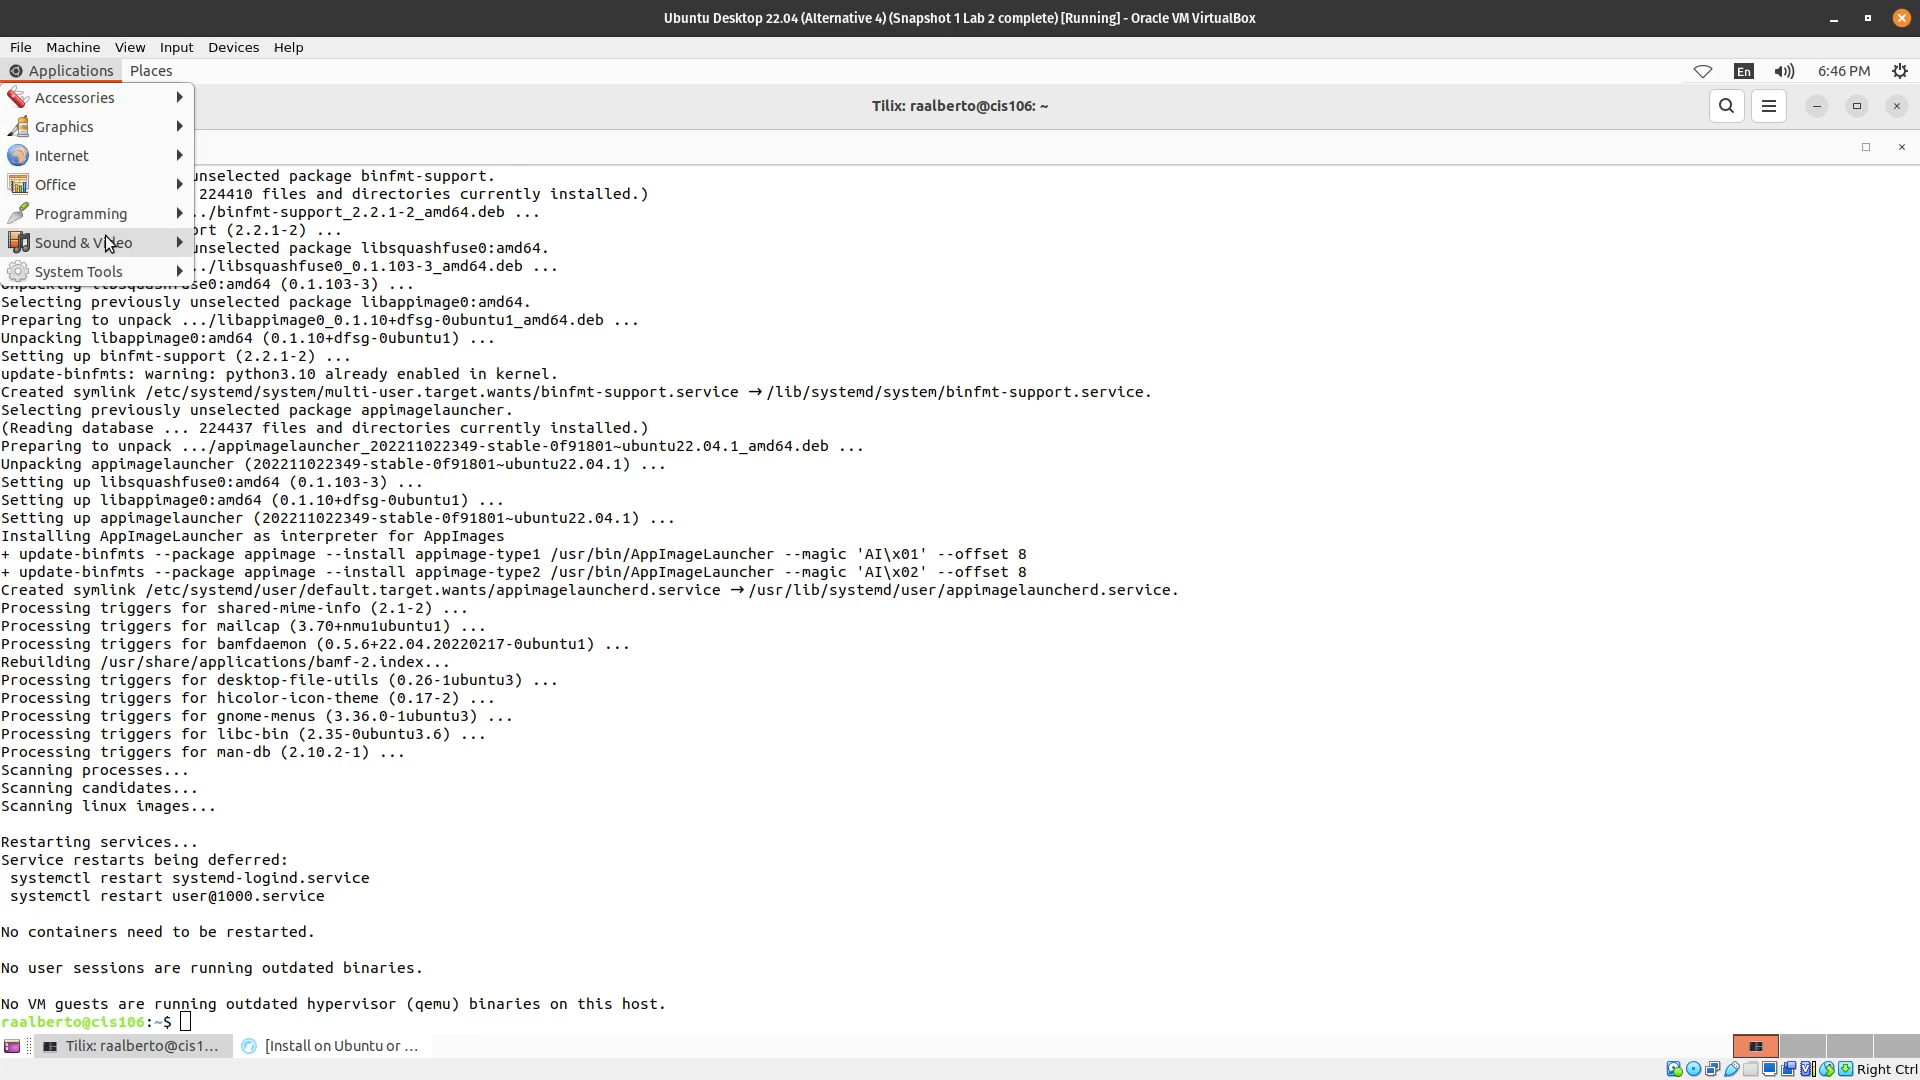 Ubuntu Desktop 22.04 (Alternative 4) (Snapshot 1 Lab 2 complete) [Running] - Oracle VM VirtualBox
File Machine View Input Devices Help
Applications Places
En
6:46 PM
Accessories
Graphics
Internet
Office
Programming
Sound & Video
System Tools
Tilix: raalberto@cis106: ~
unselected package binfmt-support.
224410 files and directories currently installed.)
../binfmt-support_2.2.1-2_amd64.deb ...
ort (2.2.1-2) ...
unselected package libsquashfuse0:amd64.
../libsquashfuse0_0.1.103-3_amd64.deb ...
Unpacking libsquashfuse0:amd64 (0.1.103-3) ...
Selecting previously unselected package libappimage0:amd64.
Preparing to unpack .../libappimage0_0.1.10+dfsg-0ubuntu1_amd64.deb ...
Unpacking libappimage0:amd64 (0.1.10+dfsg-0ubuntu1) ...
Setting up binfmt-support (2.2.1-2) ...
update-binfmts: warning: python3.10 already enabled in kernel.
Created symlink /etc/systemd/system/multi-user.target.wants/binfmt-support.service → /lib/systemd/system/binfmt-support.service.
Selecting previously unselected package appimagelauncher.
(Reading database ... 224437 files and directories currently installed.)
Preparing to unpack .../appimagelauncher_202211022349-stable-0f91801~ubuntu22.04.1_amd64.deb ...
Unpacking appimagelauncher (202211022349-stable-0f91801~ubuntu22.04.1) ...
Setting up libsquashfuse0:amd64 (0.1.103-3) ...
Setting up libappimage0:amd64 (0.1.10+dfsg-0ubuntu1) ...
Setting up appimagelauncher (202211022349-stable-0f91801~ubuntu22.04.1) ...
Installing AppImageLauncher as interpreter for AppImages
+ update-binfmts --package appimage --install appimage-type1 /usr/bin/AppImageLauncher --magic 'AI\x01' --offset 8
+ update-binfmts --package appimage --install appimage-type2 /usr/bin/AppImageLauncher --magic 'AI\x02' --offset 8
Created symlink /etc/systemd/user/default.target.wants/appimagelauncherd.service → /usr/lib/systemd/user/appimagelauncherd.service.
Processing triggers for shared-mime-info (2.1-2) ...
Processing triggers for mailcap (3.70+nmu1ubuntu1) ...
Processing triggers for bamfdaemon (0.5.6+22.04.20220217-0ubuntu1) ...
Rebuilding /usr/share/applications/bamf-2.index...
Processing triggers for desktop-file-utils (0.26-1ubuntu3) ...
Processing triggers for hicolor-icon-theme (0.17-2) ...
Processing triggers for gnome-menus (3.36.0-1ubuntu3) ...
Processing triggers for libc-bin (2.35-0ubuntu3.6) ...
Processing triggers for man-db (2.10.2-1) ...
Scanning processes...
Scanning candidates...
Scanning linux images...
Restarting services...
Service restarts being deferred:
systemctl restart systemd-logind.service
systemctl restart user@1000.service
No containers need to be restarted.
No user sessions are running outdated binaries.
No VM guests are running outdated hypervisor (qemu) binaries on this host.
raalberto@cis106:~$
Tilix: raalberto@cis1... [Install on Ubuntu or ...
Right Ctrl